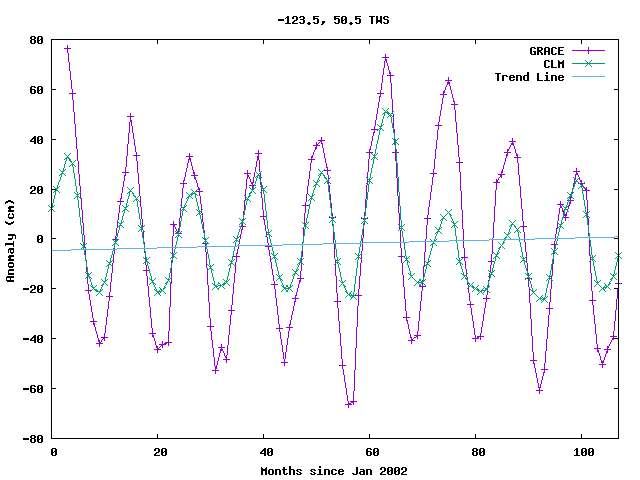 -123.5, 50.5 TWS
GRACE
CLM
Trend Line
80
60
40
20
0
-20
-40
-60
-80
Anomaly (cm)
0 20 40 60 80 100
Months since Jan 2002